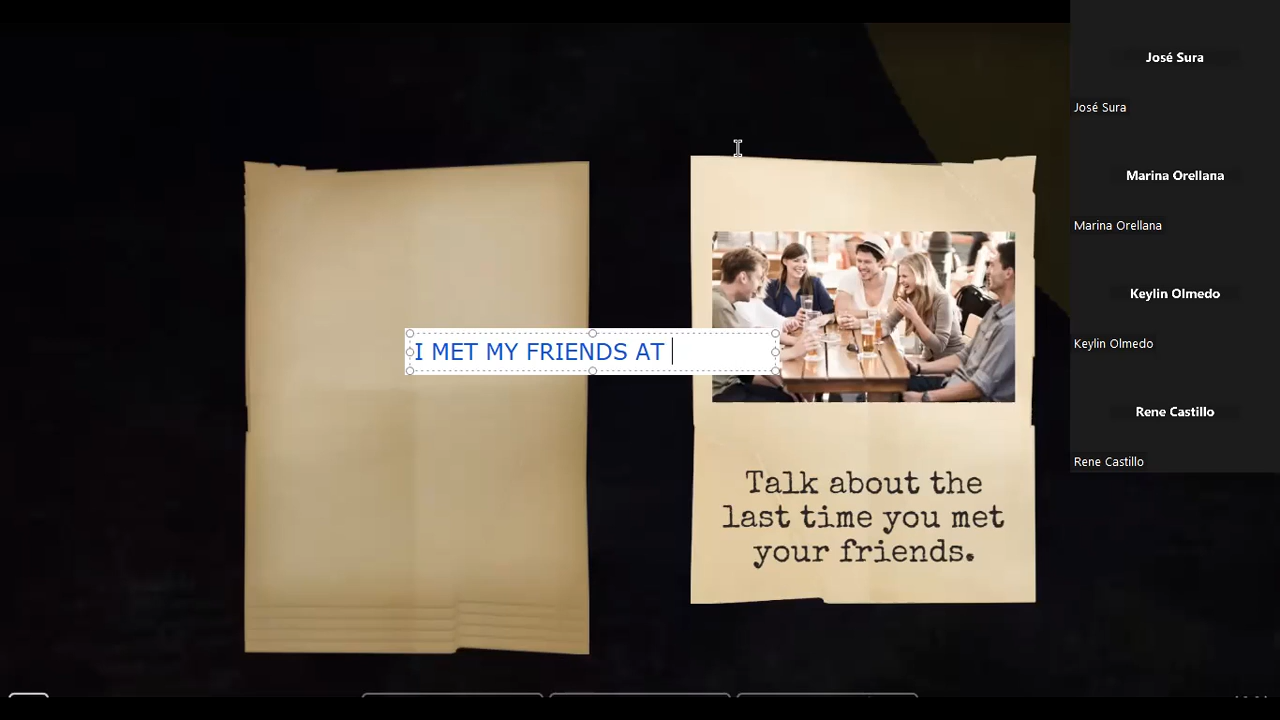 I MET MY FRIENDS AT
Talk about the
last time you met
your friends.
José Sura
José Sura
Marina Orellana
Marina Orellana
Keylin Olmedo
Keylin Olmedo
Rene Castillo
Rene Castillo